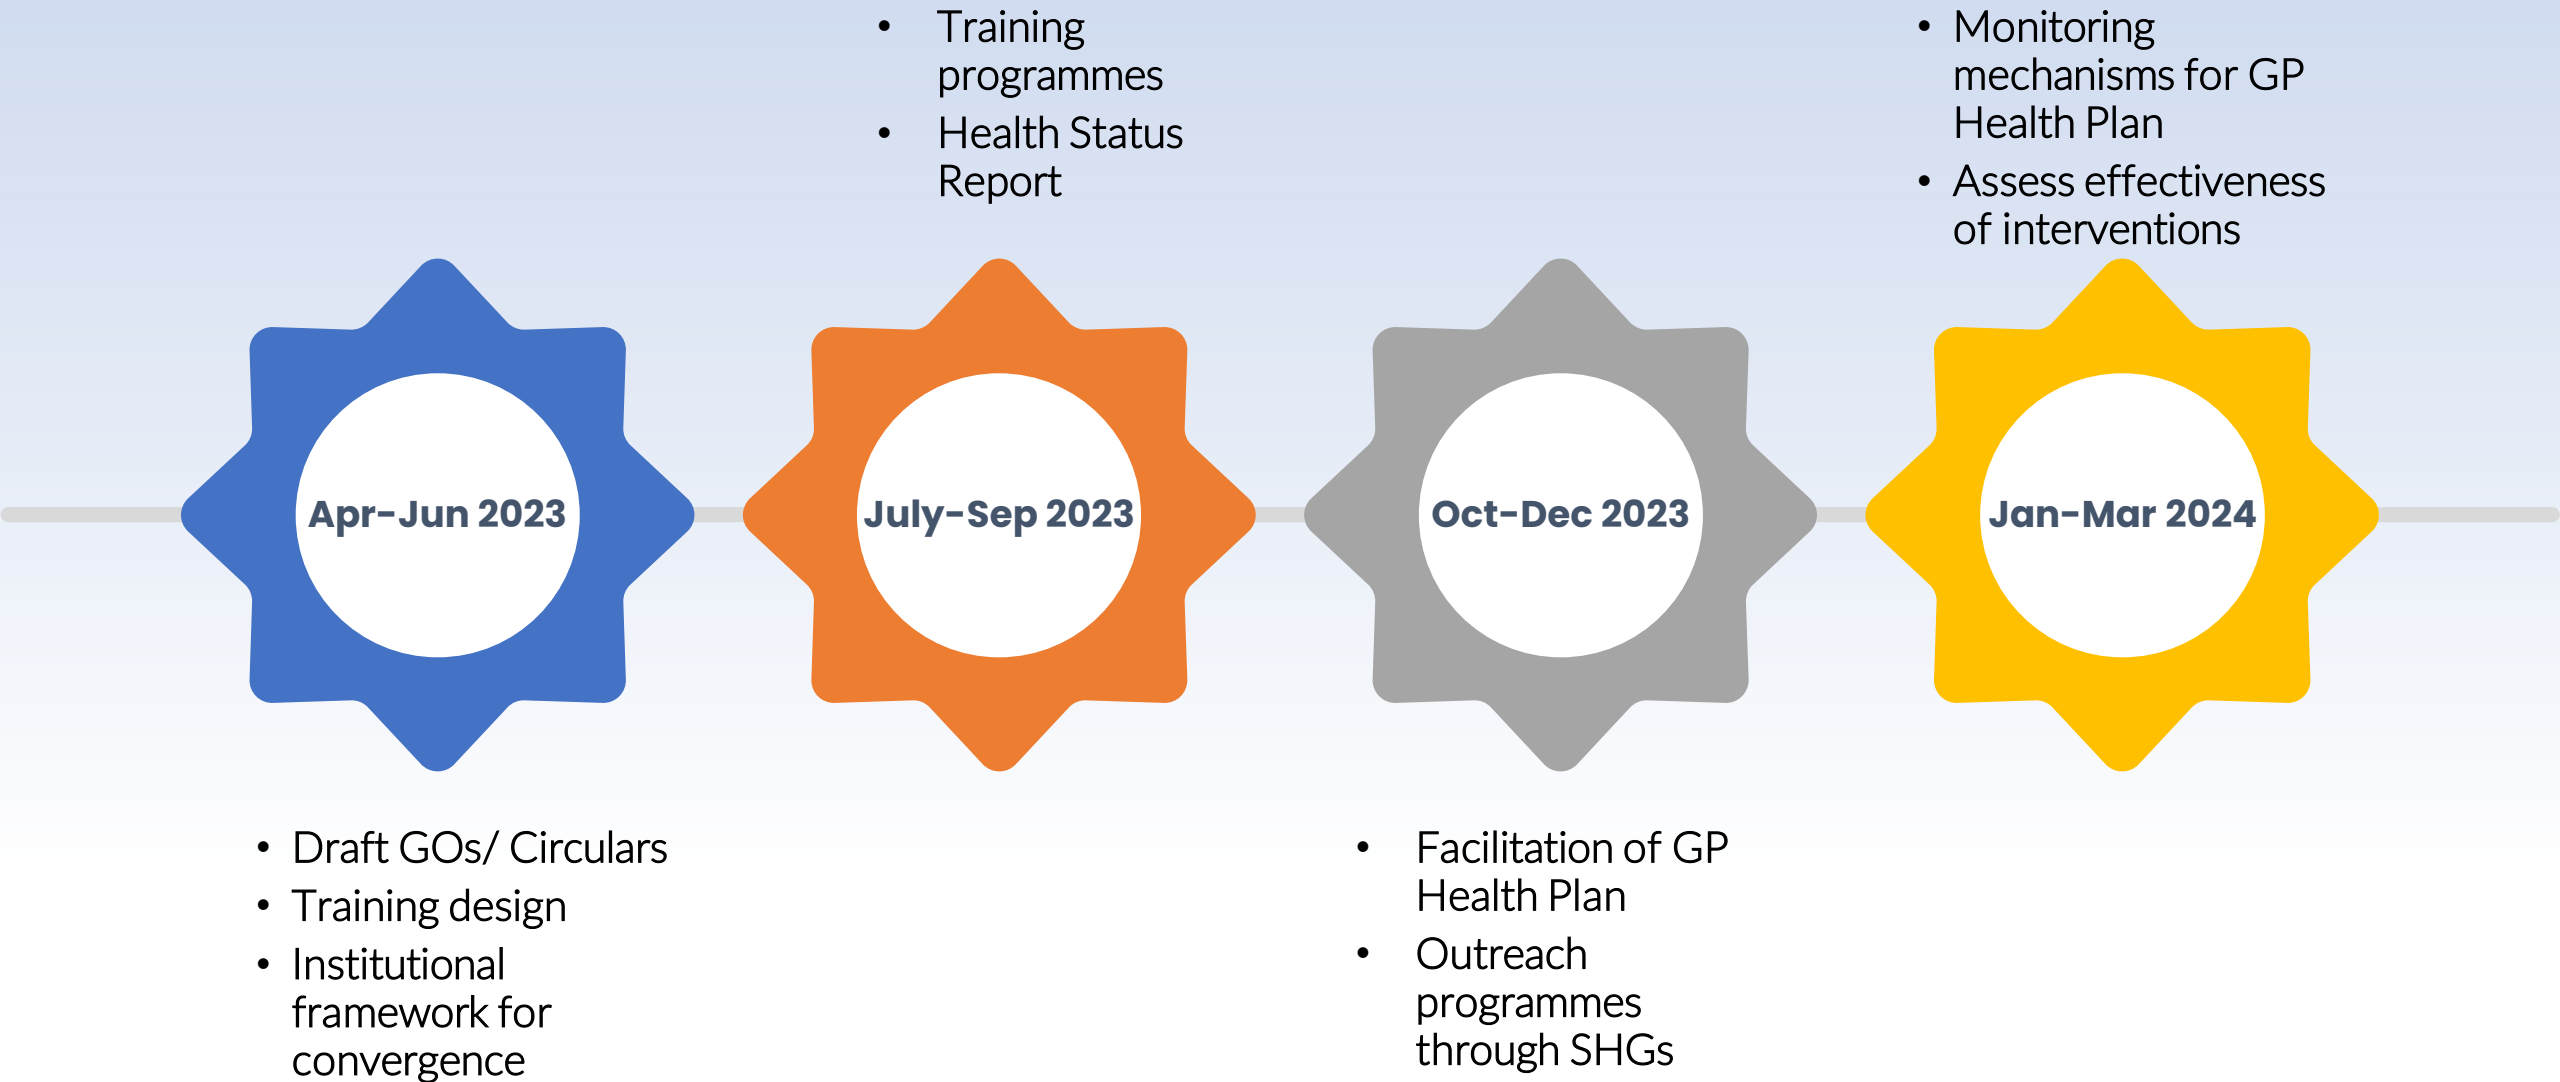 • Training
programmes
• Health Status
Report
• Monitoring
mechanisms for GP
Health Plan
• Assess effectiveness
of interventions
Apr-Jun 2023
July-Sep 2023
Oct-Dec 2023
Jan-Mar 2024
• Draft GOs/ Circulars
• Training design
• Institutional
framework for
convergence
• Facilitation of GP
Health Plan
• Outreach
programmes
through SHGs